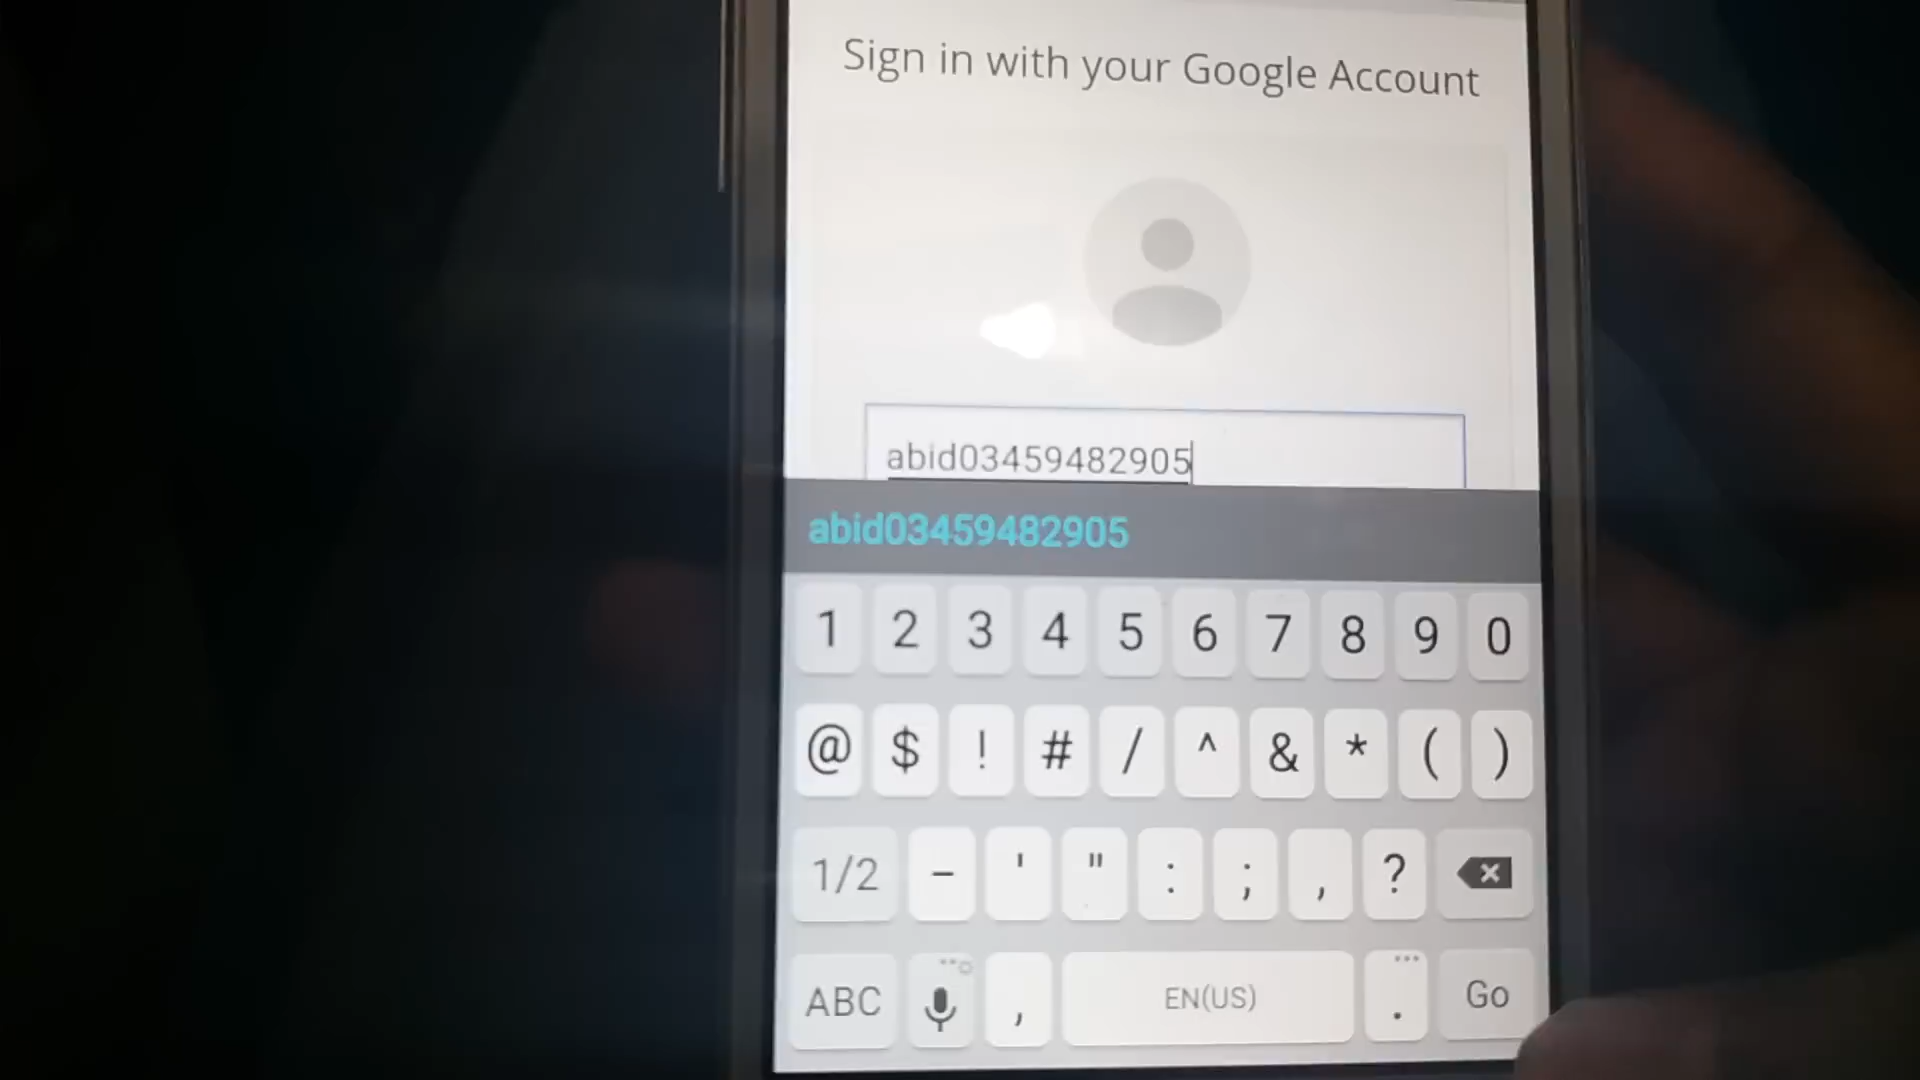 Sign in with your Google Account
abid03459482905
abid03459482905
1 2 3 4 5 6 7 8 9 0
@ $ ! # / ^ & * ( )
1/2 - ' " : ; , ? 
ABC , EN(US) . Go